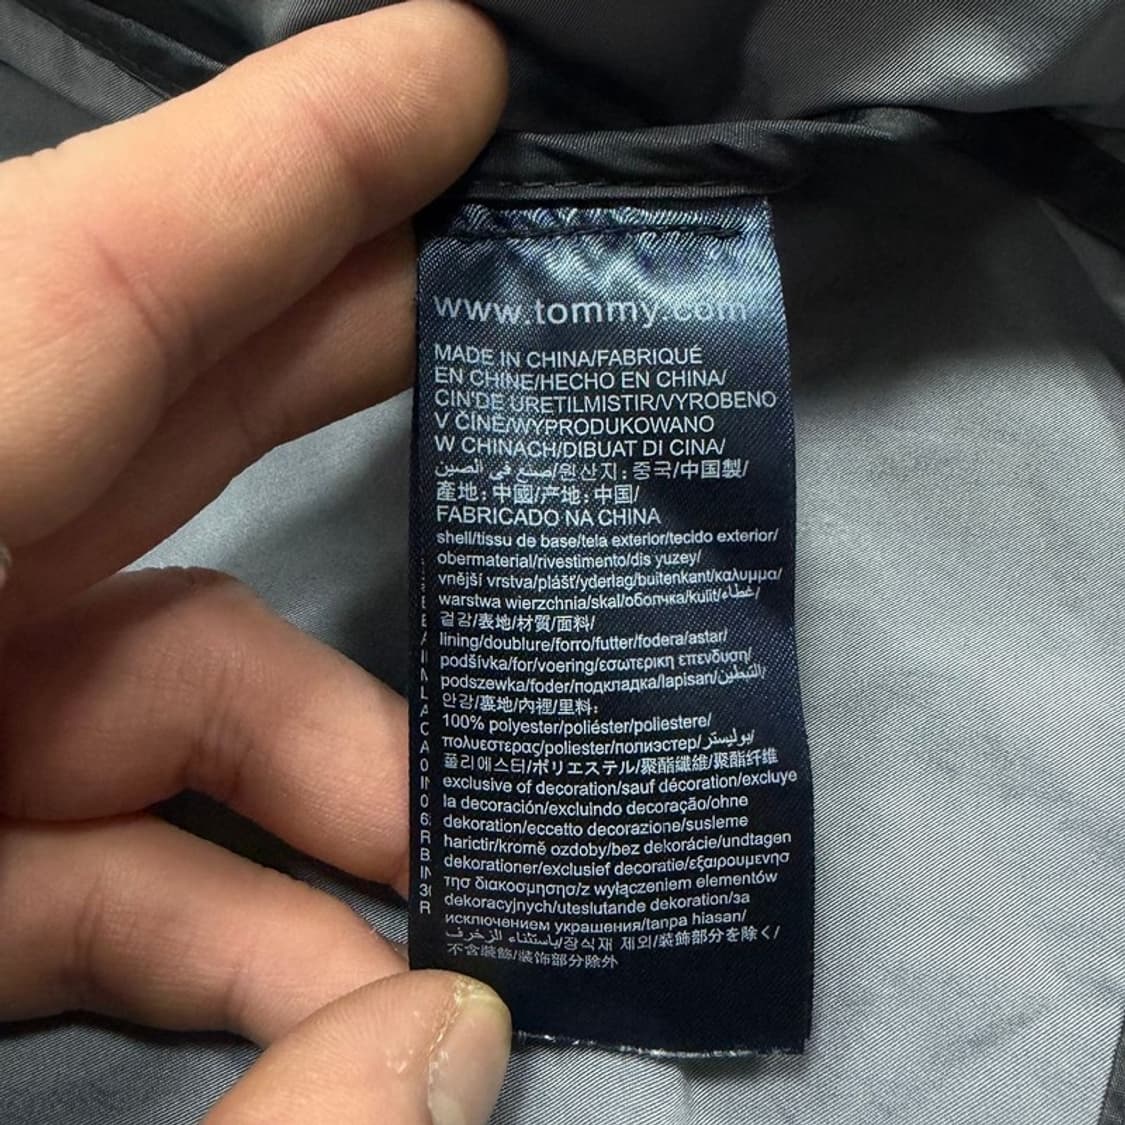 www.tommy.com
MADE IN CHINA/FABRIQUÉ
EN CHINE/HECHO EN CHINA/
CIN'DE URETILMISTIR/VYROBENO
V ČINE/WYPRODUKOWANO
W CHINACH/DIBUAT DI CINA/
صنع في الصين/원산지: 중국/中国製/
產地: 中國/产地: 中国/
FABRICADO NA CHINA
shell/tissu de base/tela exterior/tecido exterior/
obermaterial/rivestimento/dis yuzey/
vnější vrstva/plášť/yderlag/buitenkant/καλυμμα/
warstwa wierzchnia/skal/оболчка/kulit/غطاء/
겉감/表地/材質/面料/
lining/doublure/forro/futter/fodera/astar/
podšívka/for/voering/εσωτερικη επενδυση/
podszewka/foder/подкладка/lapisan/التبطين/
안감/裏地/內裡/里料:
100% polyester/poliéster/poliestere/
πολυεστερας/poliester/полиэстер/بوليستر/
폴리에스터/ポリエステル/聚酯纖維/聚酯纤维
exclusive of decoration/sauf décoration/excluye
la decoración/excluindo decoração/ohne
dekoration/eccetto decorazione/susleme
harictir/kromě ozdoby/bez dekorácie/undtagen
dekorationer/exclusief decoratie/εξαιρουμενησ
τησ διακοσμησησ/z wyłączeniem elementów
dekoracyjnych/uteslutande dekoration/за
исключением украшения/tanpa hiasan/
باستثناء الزخرف/장식재 제외/装飾部分を除く/
不含裝飾/装饰部分除外